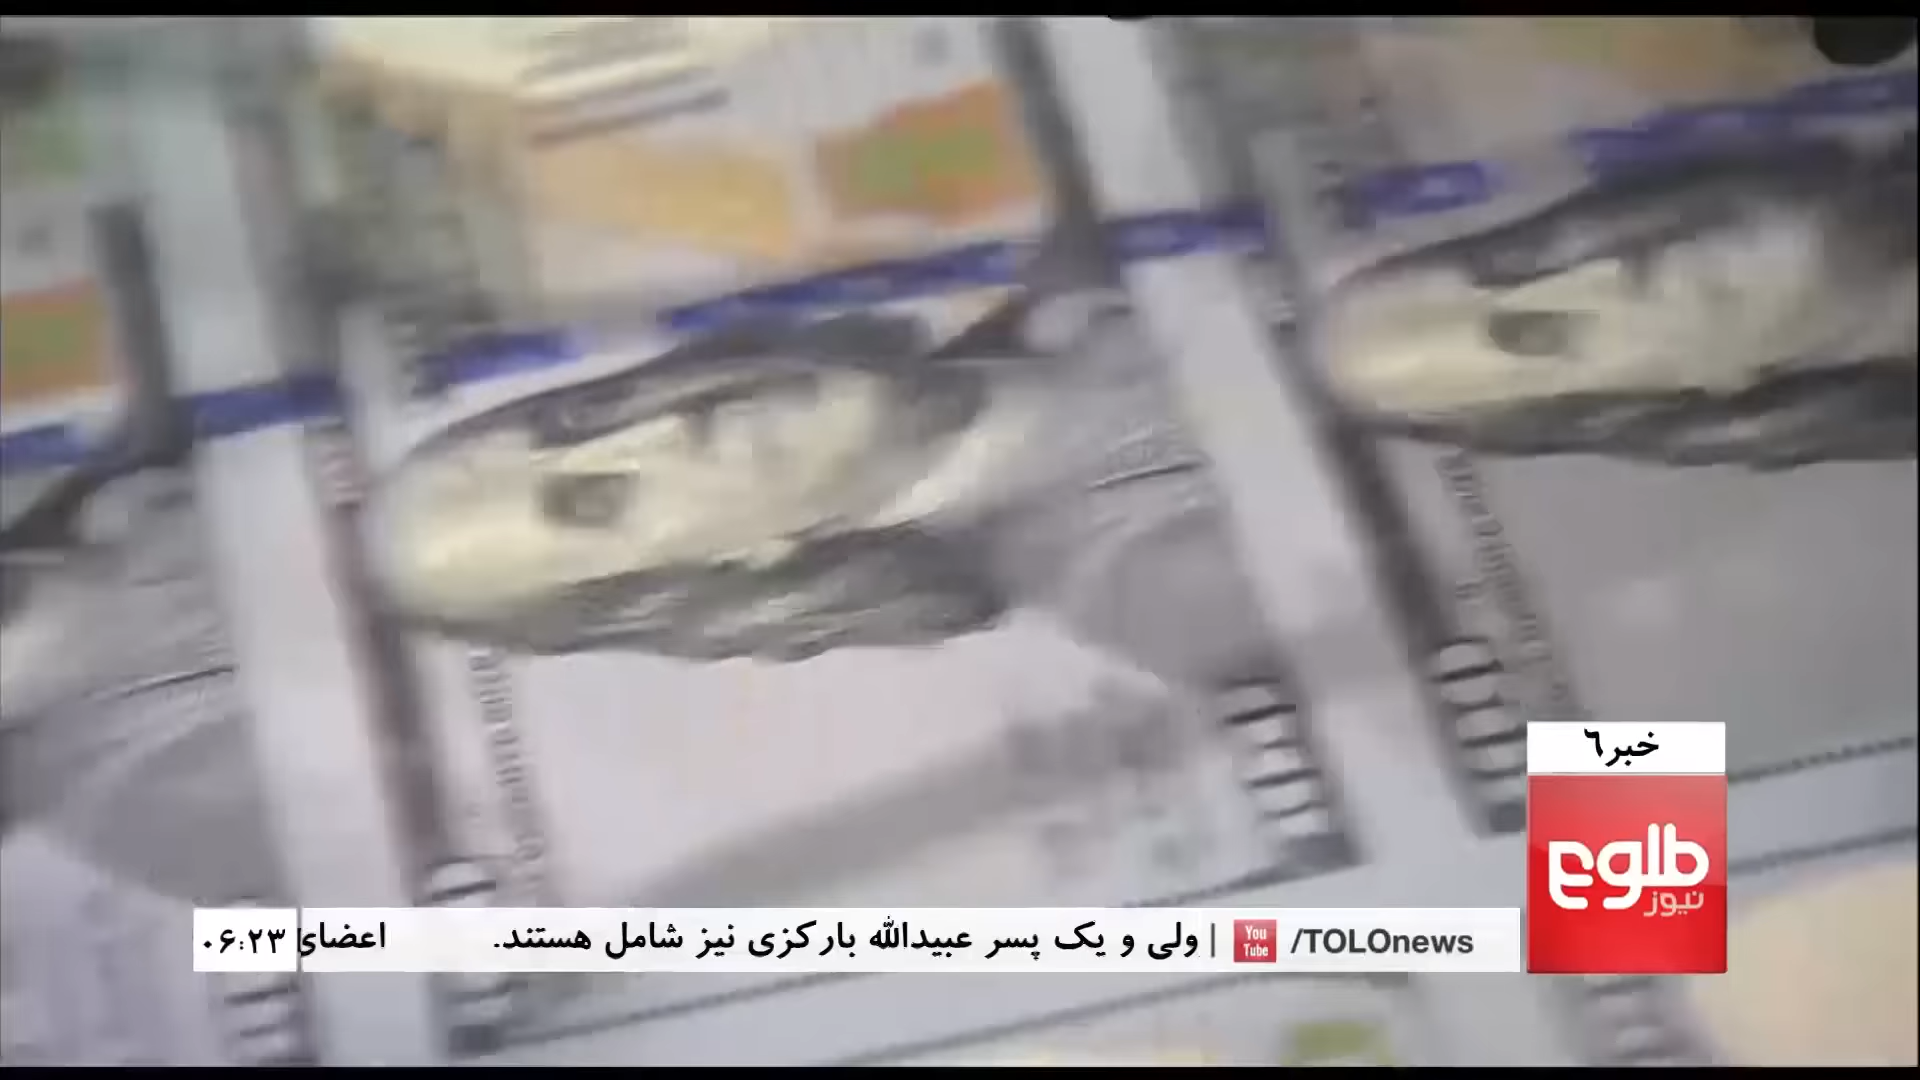 خبر٦
طلوع
نیوز
ولی و یک پسر عبیدالله بارکزی نیز شامل هستند. اعضای
| You Tube /TOLOnews
۰۶:۲۳